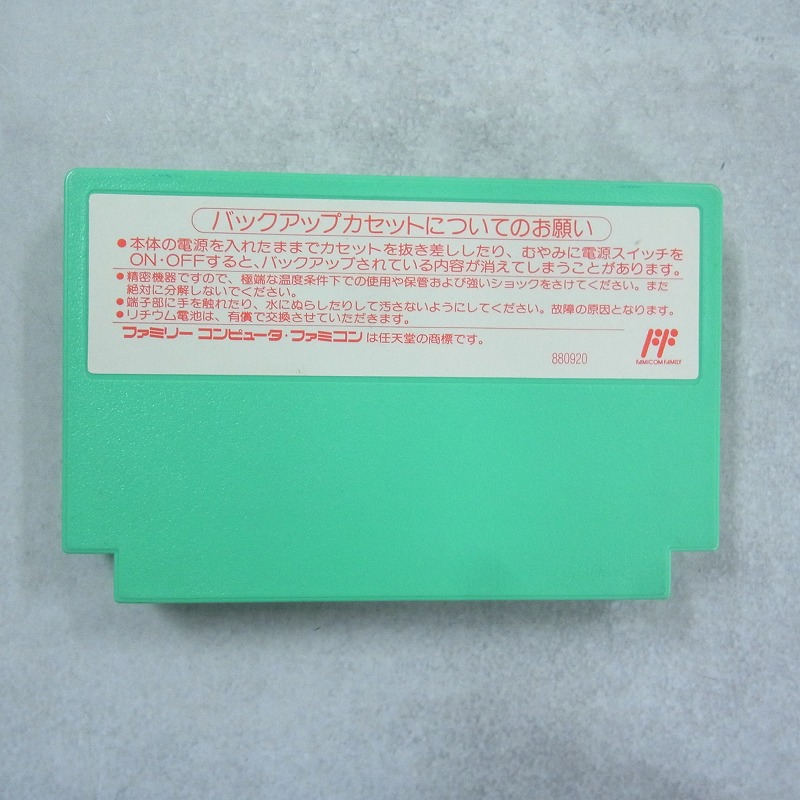 バックアップカセットについてのお願い
●本体の電源を入れたままでカセットを抜き差ししたり、むやみに電源スイッチを
ON・OFFすると、バックアップされている内容が消えてしまうことがあります。
●精密機器ですので、極端な温度条件下での使用や保管および強いショックをさけてください。また
絶対に分解しないでください。
●端子部に手を触れたり、水にぬらしたりして汚さないようにしてください。故障の原因となります。
●リチウム電池は、有償で交換させていただきます。
ファミリー コンピュータ・ファミコン は任天堂の商標です。
880920
FAMICOM FAMILY